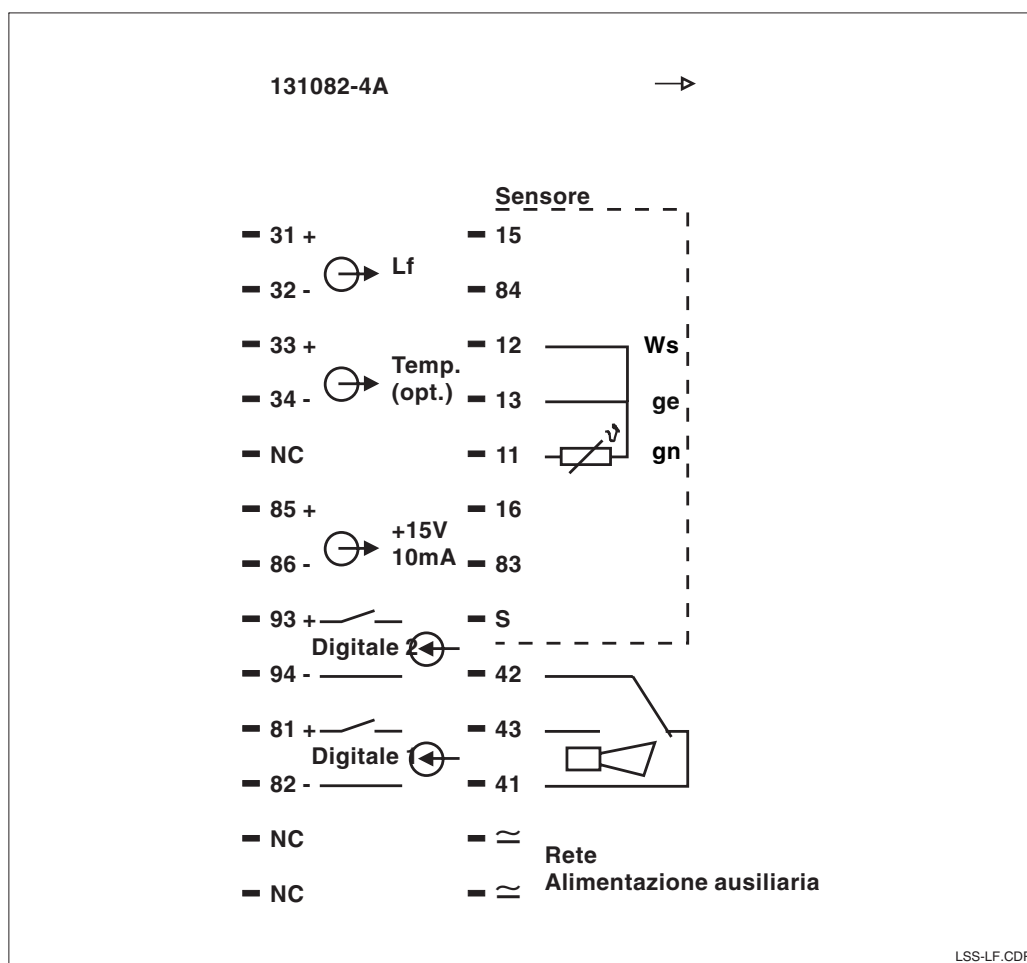 131082-4A
Sensore
31 +
Lf
32 -
33 +
Temp.
(opt.)
34 -
NC
85 +
+15V
10mA
86 -
93 +
Digitale 2
94 -
81 +
Digitale 1
82 -
NC
NC
15
84
12
Ws
13
ge
11
ϑ
gn
16
83
S
42
43
41
≃
≃
Rete
Alimentazione ausiliaria
LSS-LF.CDR